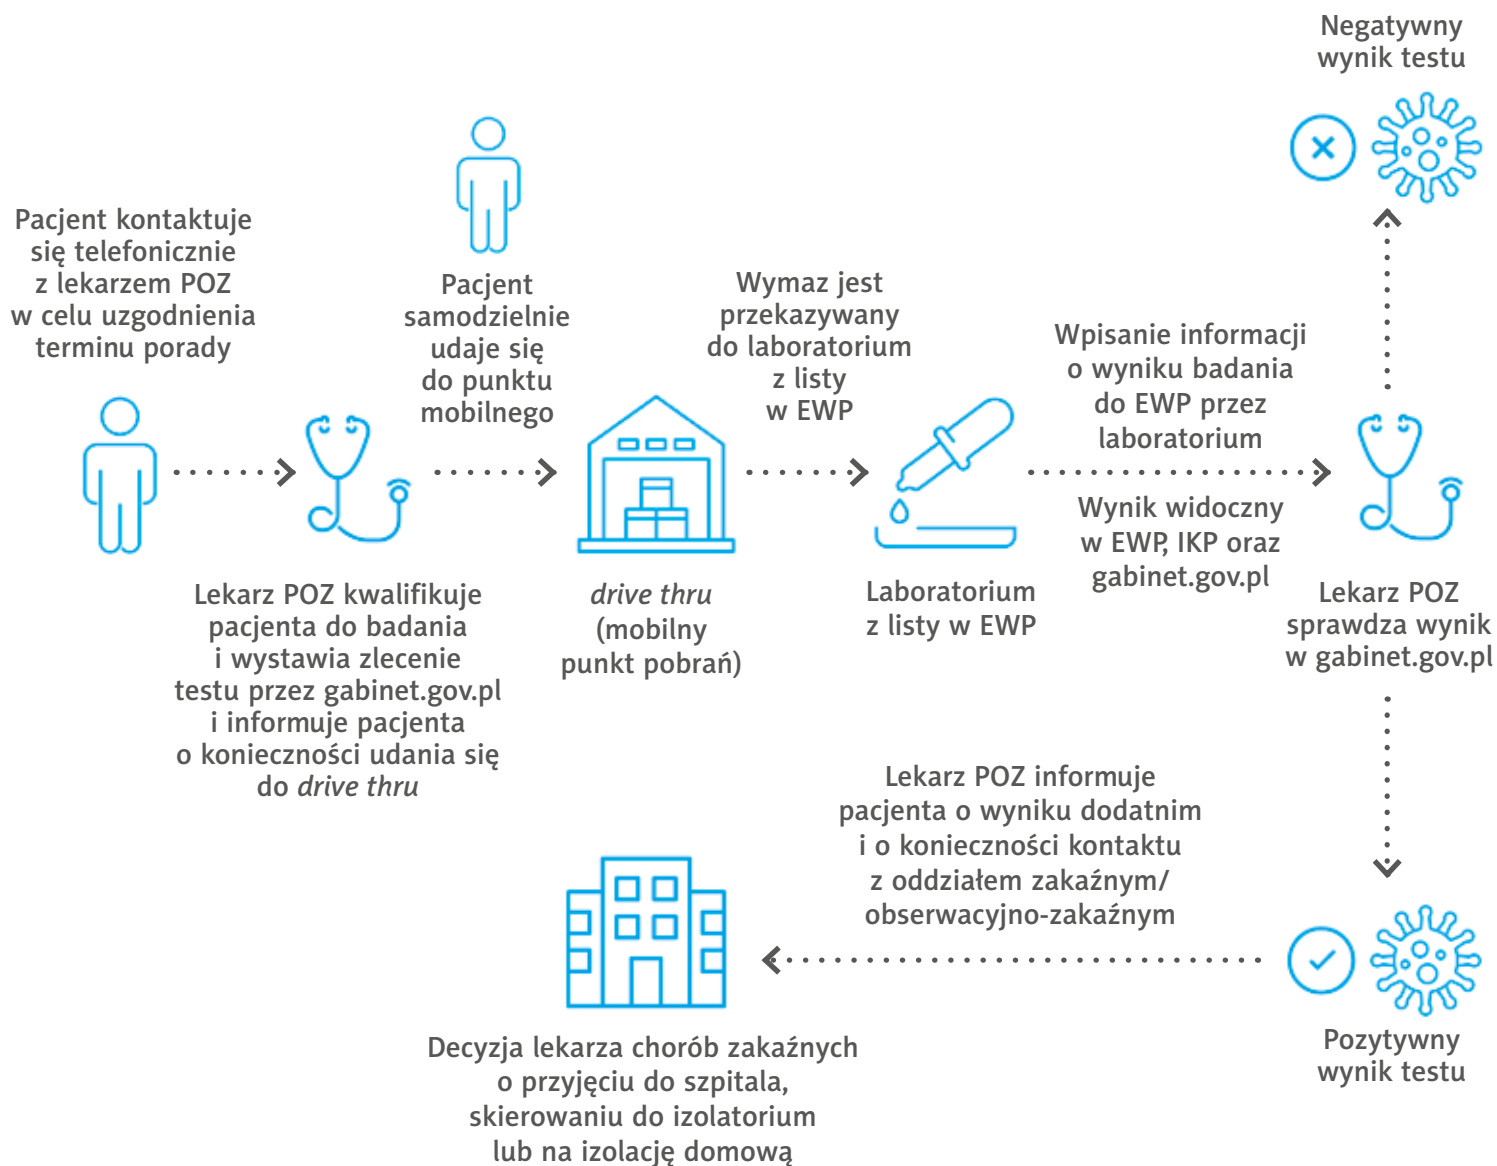 Pacjent kontaktuje
się telefonicznie
z lekarzem POZ
w celu uzgodnienia
terminu porady
Lekarz POZ kwalifikuje
pacjenta do badania
i wystawia zlecenie
testu przez gabinet.gov.pl
i informuje pacjenta
o konieczności udania się
do drive thru
Pacjent
samodzielnie
udaje się
do punktu
mobilnego
drive thru
(mobilny
punkt pobrań)
Wymaz jest
przekazywany
do laboratorium
z listy
w EWP
Laboratorium
z listy w EWP
Wpisanie informacji
o wyniku badania
do EWP przez
laboratorium
Wynik widoczny
w EWP, IKP oraz
gabinet.gov.pl
Lekarz POZ
sprawdza wynik
w gabinet.gov.pl
Negatywny
wynik testu
Pozytywny
wynik testu
Lekarz POZ informuje
pacjenta o wyniku dodatnim
i o konieczności kontaktu
z oddziałem zakaźnym/
obserwacyjno-zakaźnym
Decyzja lekarza chorób zakaźnych
o przyjęciu do szpitala,
skierowaniu do izolatorium
lub na izolację domową